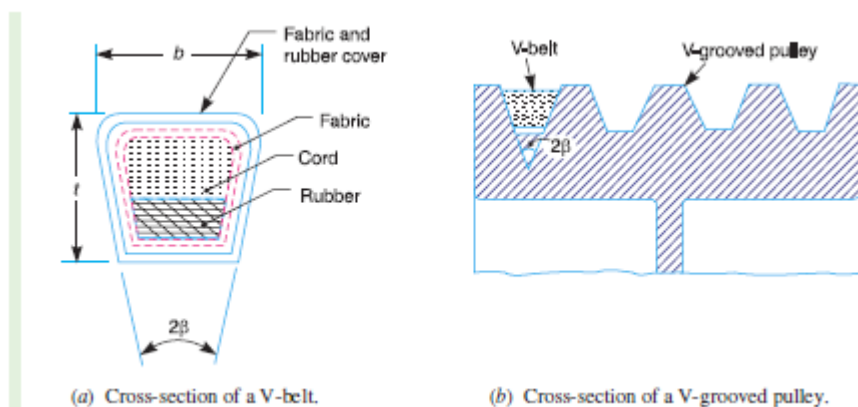 b
Fabric and
rubber cover
Fabric
t
Cord
Rubber
2β
(a) Cross-section of a V-belt.
V-belt
V-grooved pulley
2β
(b) Cross-section of a V-grooved pulley.